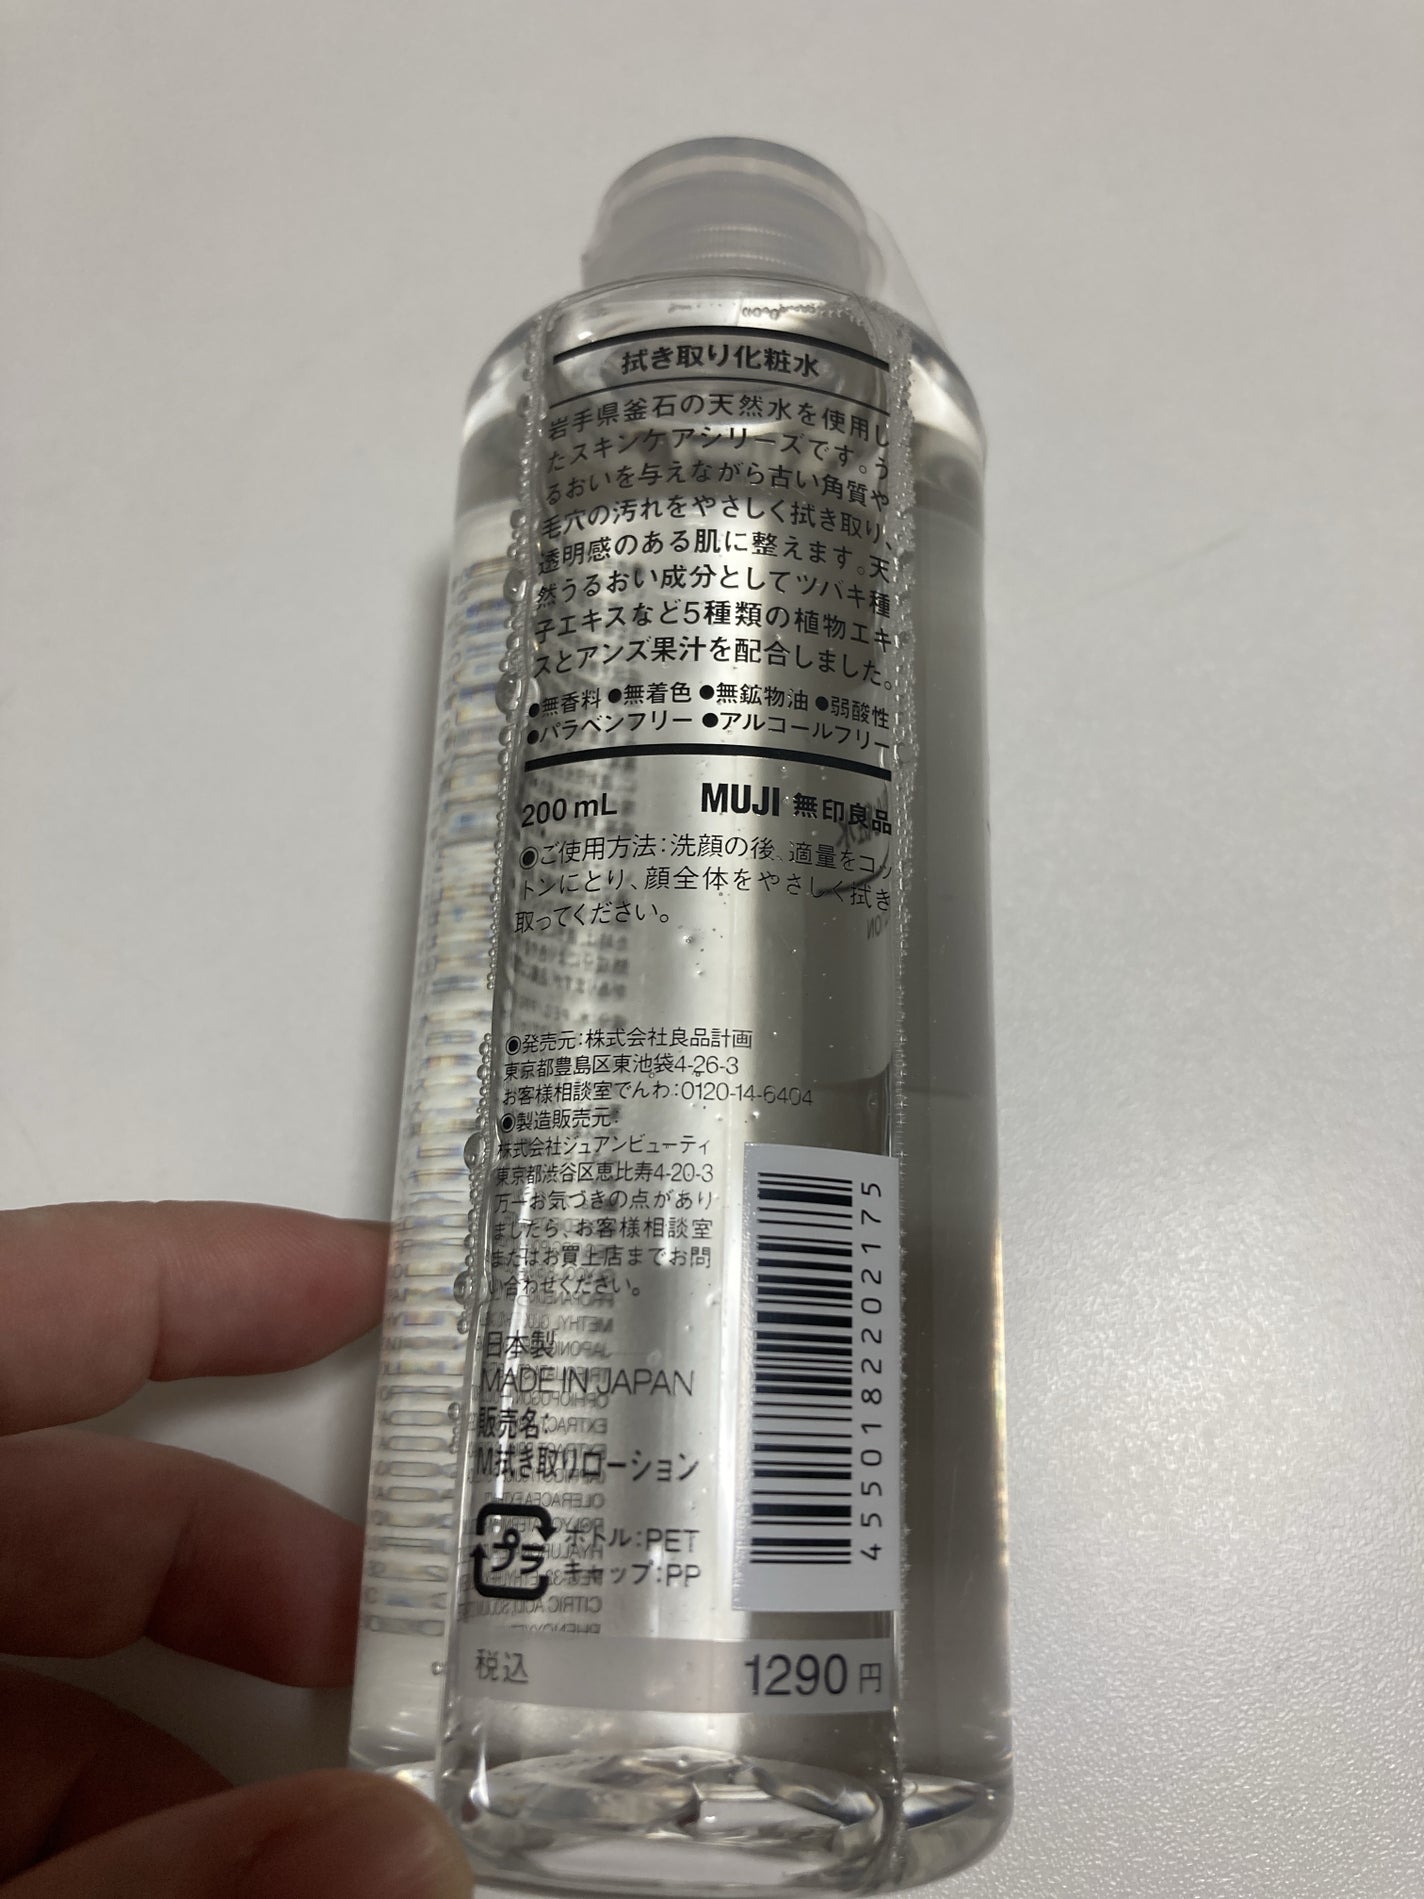 拭き取り化粧水
岩手県釜石の天然水を使用し
たスキンケアシリーズです。う
るおいを与えながら古い角質や
毛穴の汚れをやさしく拭き取り、
透明感のある肌に整えます。天
然うるおい成分としてツバキ種
子エキスなど5種類の植物エキ
スとアンズ果汁を配合しました。
●無香料 ●無着色 ●無鉱物油 ●弱酸性
●パラベンフリー ●アルコールフリー
200 mL MUJI 無印良品
◉ご使用方法:洗顔の後、適量をコッ
トンにとり、顔全体をやさしく拭き
取ってください。
◉発売元:株式会社良品計画
東京都豊島区東池袋4-26-3
お客様相談室でんわ:0120-14-6404
◉製造販売元:
株式会社ジュアンビューティ
東京都渋谷区恵比寿4-20-3
万一お気づきの点があり
ましたら、お客様相談室
またはお買上店までお問
い合わせください。
日本製
MADE IN JAPAN
販売名:
M拭き取りローション
プラ ボトル:PET
キャップ:PP
4550182202175
税込 1290円